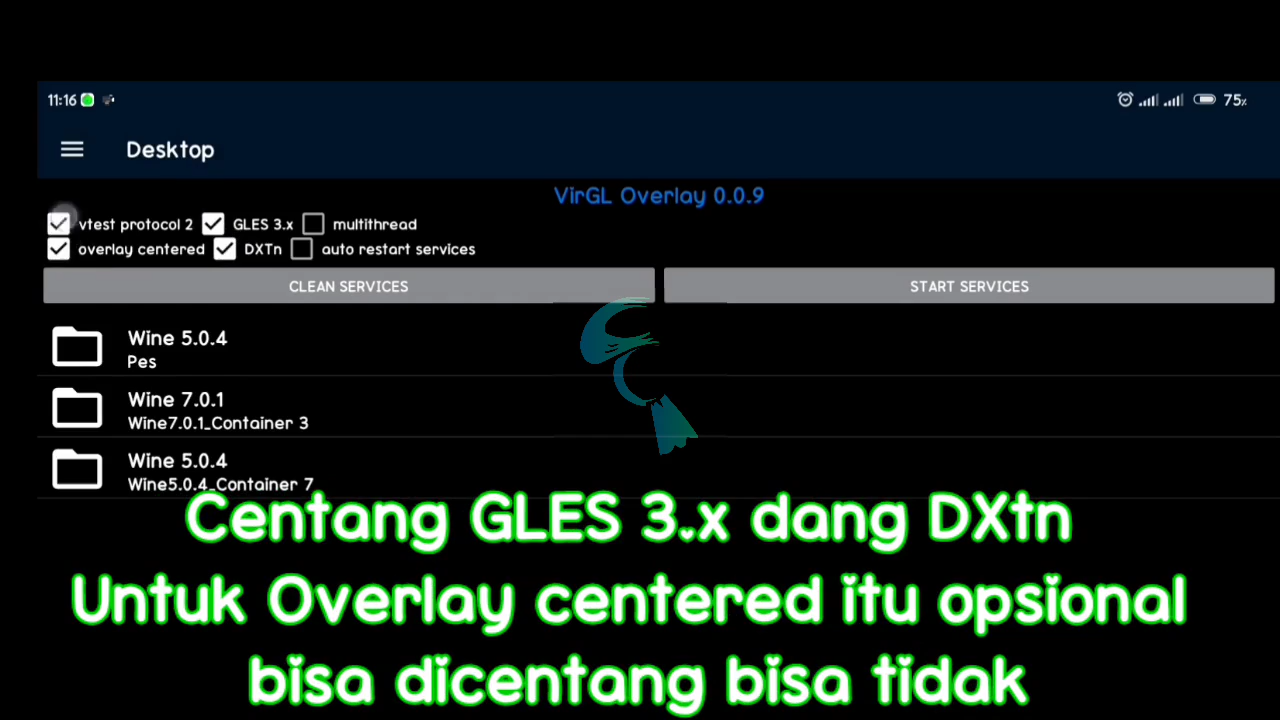 11:16
75%
Desktop
VirGL Overlay 0.0.9
vtest protocol 2 GLES 3.x multithread
overlay centered DXTn auto restart services
CLEAN SERVICES START SERVICES
Wine 5.0.4
Pes
Wine 7.0.1
Wine7.0.1_Container 3
Wine 5.0.4
Wine5.0.4_Container 7
Centang GLES 3.x dang DXtn
Untuk Overlay centered itu opsional
bisa dicentang bisa tidak